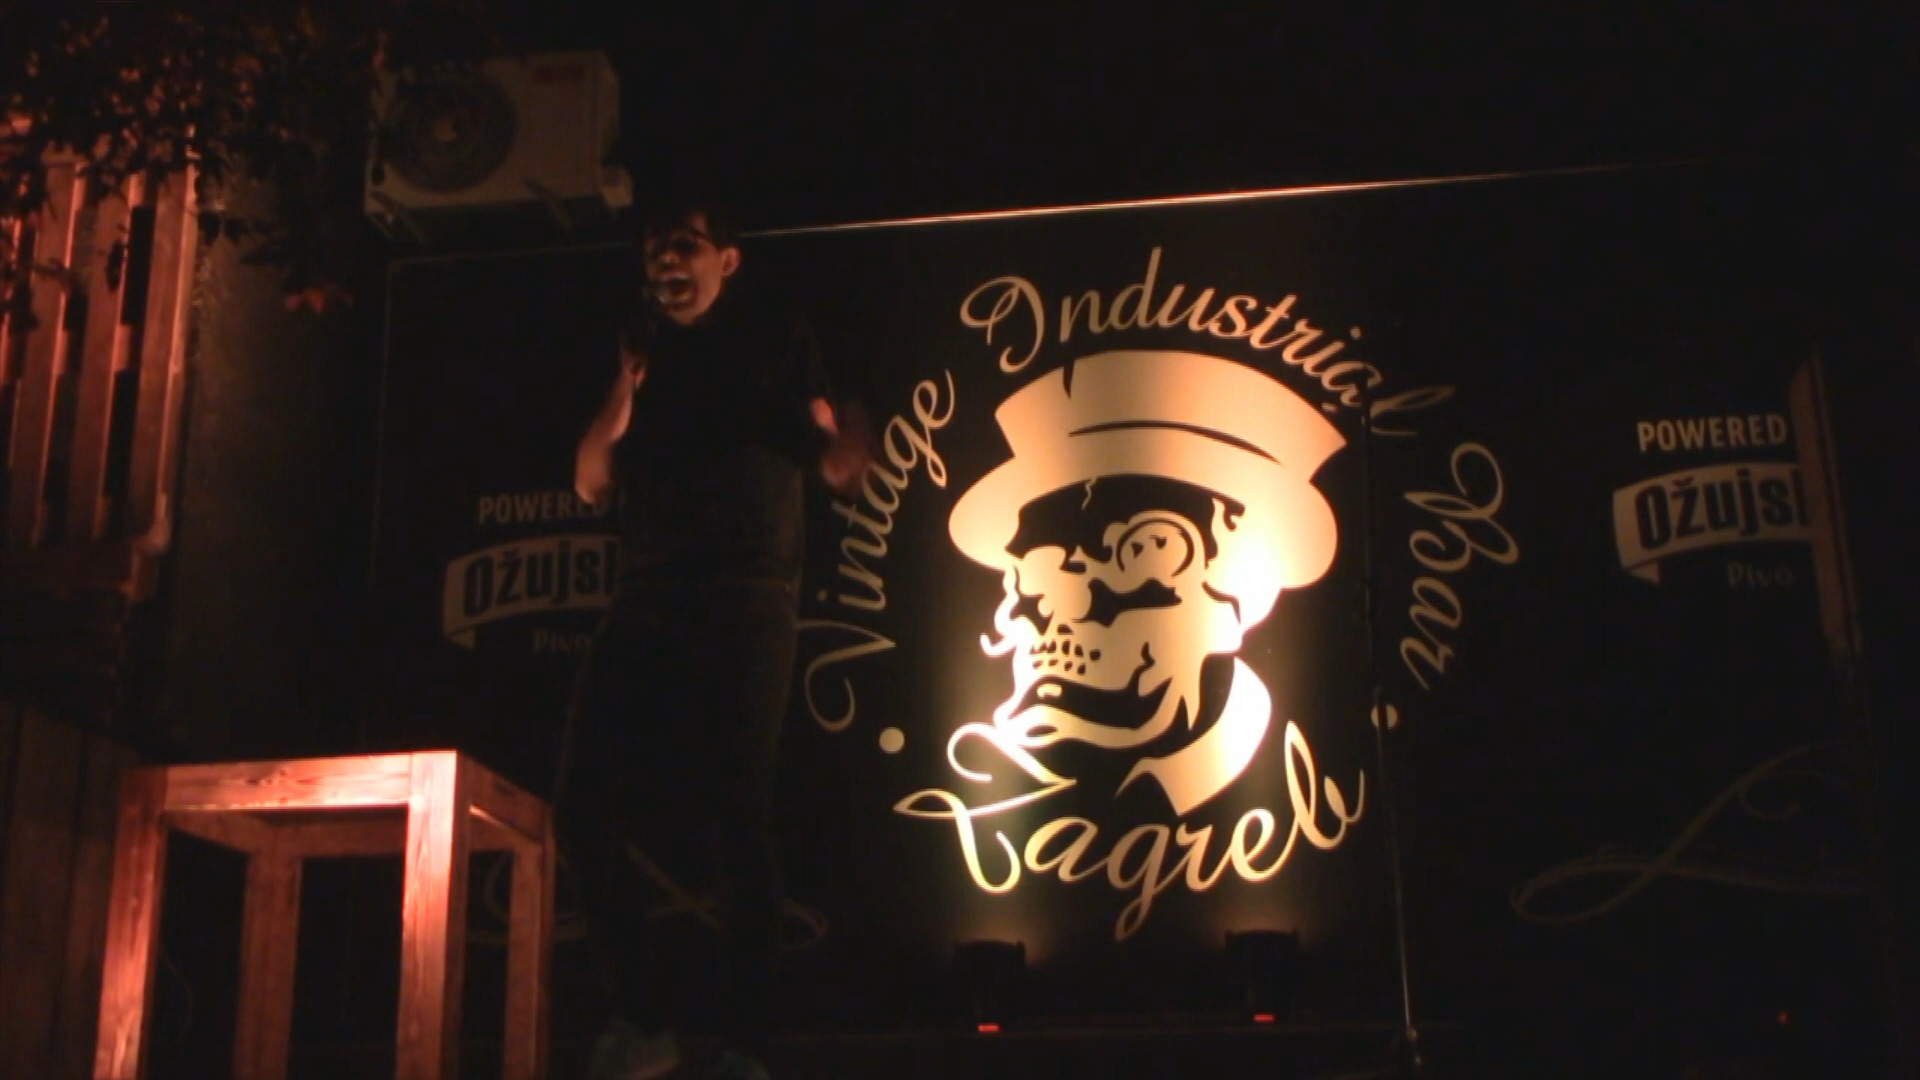 Vintage Industrial Bar
Zagreb
POWERED
Ožujsk
Pivo
POWERED
Ožujsk
Pivo